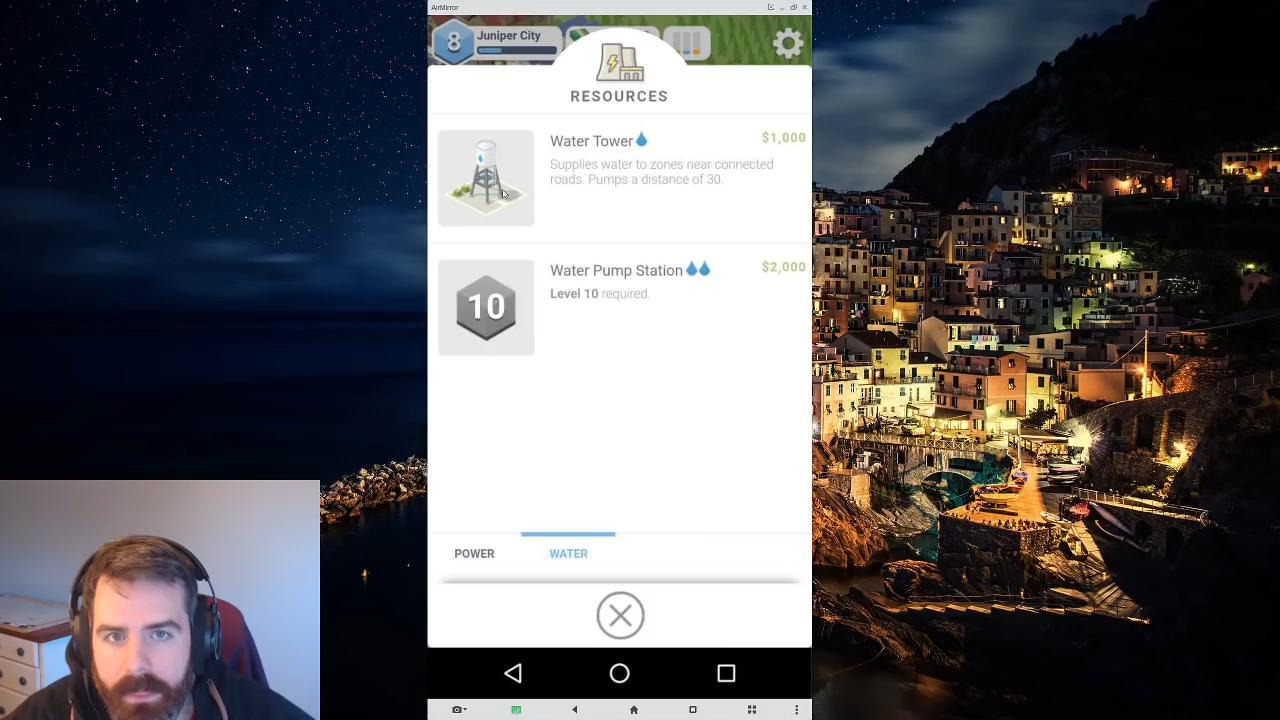 AirMirror
8
Juniper City
RESOURCES
Water Tower
$1,000
Supplies water to zones near connected
roads. Pumps a distance of 30.
10
Water Pump Station
$2,000
Level 10 required.
POWER
WATER